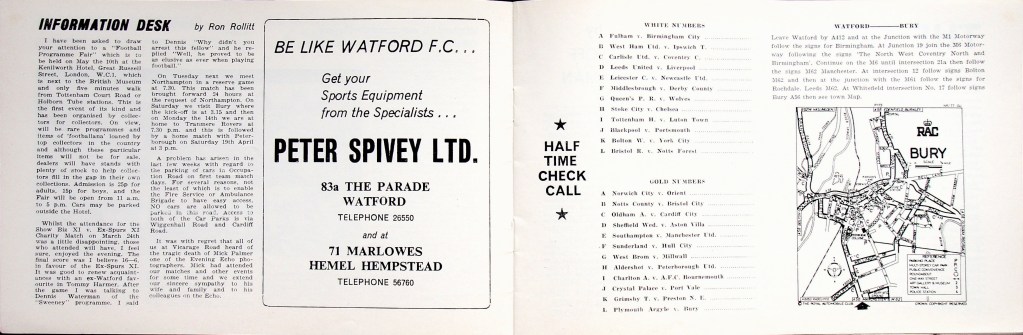 INFORMATION DESK by Ron Rollitt
I have been asked to draw
your attention to a "Football
Programme Fair" which is to
be held on May 10th at the
Kenilworth Hotel, Great Russell
Street, London, W.C.1, which
is next to the British Museum
and only five minutes walk
from Tottenham Court Road or
Holborn Tube stations. This is
the first event of its kind and
has been organised by collec-
tors for collectors. On view,
will be rare programme and
items of 'footballana' loaned by
top collectors in the country
and although these particular
items will not be for sale,
dealers will have stands with
plenty of stock to help collec-
tors fill in the gap in their own
collections. Admission is 25p for
adults, 15p for boys, and the
Fair will be open from 11 a.m.
to 5 p.m. Cars may be parked
outside the Hotel.
Whilst the attendance for the
Show Biz XI v. Ex-Spurs XI
Charity Match on March 24th
was a little disappointing, those
who attended will have, I feel
sure, enjoyed the evening. The
final score was I believe
in favour of the Ex-Spurs XI.
It was good to renew acquaint-
ances with an ex-Watford fav-
ourite in Tommy Harmer. After
the game I was talking to
Dennis Waterman of the
"Sweeney" programme. I said
to Dennis "Why didn't you
arrest this fellow" and he re-
plied "Well, he proved to be
as elusive as ever when playing
football."
On Tuesday next we meet
Northampton in a reserve game
at 7.30. This match has been
brought forward 24 hours at
the request of Northampton. On
Saturday we visit Bury where
the kick-off is at 3.15 and then
on Monday the 14th we are at
home to Tranmere Rovers at
7.30 p.m. and this is followed
by a home match with Peter-
borough on Saturday 19th April
at 3 p.m.
A problem has arisen in the
last few weeks with regard to
the parking of cars in Occupa-
tion Road on first team match
days. For several reasons, not
the least of which is to enable
the Fire Service or Ambulance
Brigade to have easy access,
NO cars are allowed to be
parked in this road. Access to
both of the Car Parks is via
Wiggenhall Road and Cardiff
Road.
It was with regret that all of
us at Vicarage Road heard of
the tragic death of Mick Palmer
one of the Evening Echo pho-
tographers. Mick had attended
our matches and other events
for some time and we extend
our sincere sympathy to his
wife and family and to his
colleagues on the Echo.
BE LIKE WATFORD F.C...
Get your
Sports Equipment
from the Specialists ...
PETER SPIVEY LTD.
83a THE PARADE
WATFORD
TELEPHONE 26550
and at
71 MARLOWES
HEMEL HEMPSTEAD
TELEPHONE 56760
★
HALF
TIME
CHECK
CALL
★
WHITE NUMBERS
A Fulham v. Birmingham City
B West Ham Utd. v. Ipswich T.
C Carlisle Utd. v. Coventry C.
D Leeds United v. Liverpool
E Leicester C. v. Newcastle Utd.
F Middlesbrough v. Derby County
G Queen's P. R. v. Wolves
H Stoke City v. Chelsea
I Tottenham H. v. Luton Town
J Blackpool v. Portsmouth
K Bolton W. v. York City
L Bristol R. v. Notts Forest
GOLD NUMBERS
A Norwich City v. Orient
B Notts County v. Bristol City
C Oldham A. v. Cardiff City
D Sheffield Wed. v. Aston Villa
E Southampton v. Manchester Utd.
F Sunderland v. Hull City
G West Brom v. Millwall
H Aldershot v. Peterborough Utd.
I Charlton A. v. A.F.C. Bournemouth
J Crystal Palace v. Port Vale
K Grimsby T. v. Preston N. E.
L Plymouth Argyle v. Bury
WATFORD——BURY
Leave Watford by A412 and at the Junction with the M1 Motorway
follow the signs for Birmingham. At Junction 19 join the M6 Motor-
way following the signs 'The North West Coventry North and
Birmingham'. Continue on the M6 until intersection 21a then follow
the signs M62 Manchester. At intersection 12 follow signs Bolton
M62 and then at the junction with the M61 follow the signs for
Rochdale. Leeds M62. At Whitefield intersection No. 17 follow signs
Bury A56 then see town Map.
RAC
BURY
REFERENCE
© THE ROYAL AUTOMOBILE CLUB
CROWN COPYRIGHT RESERVED